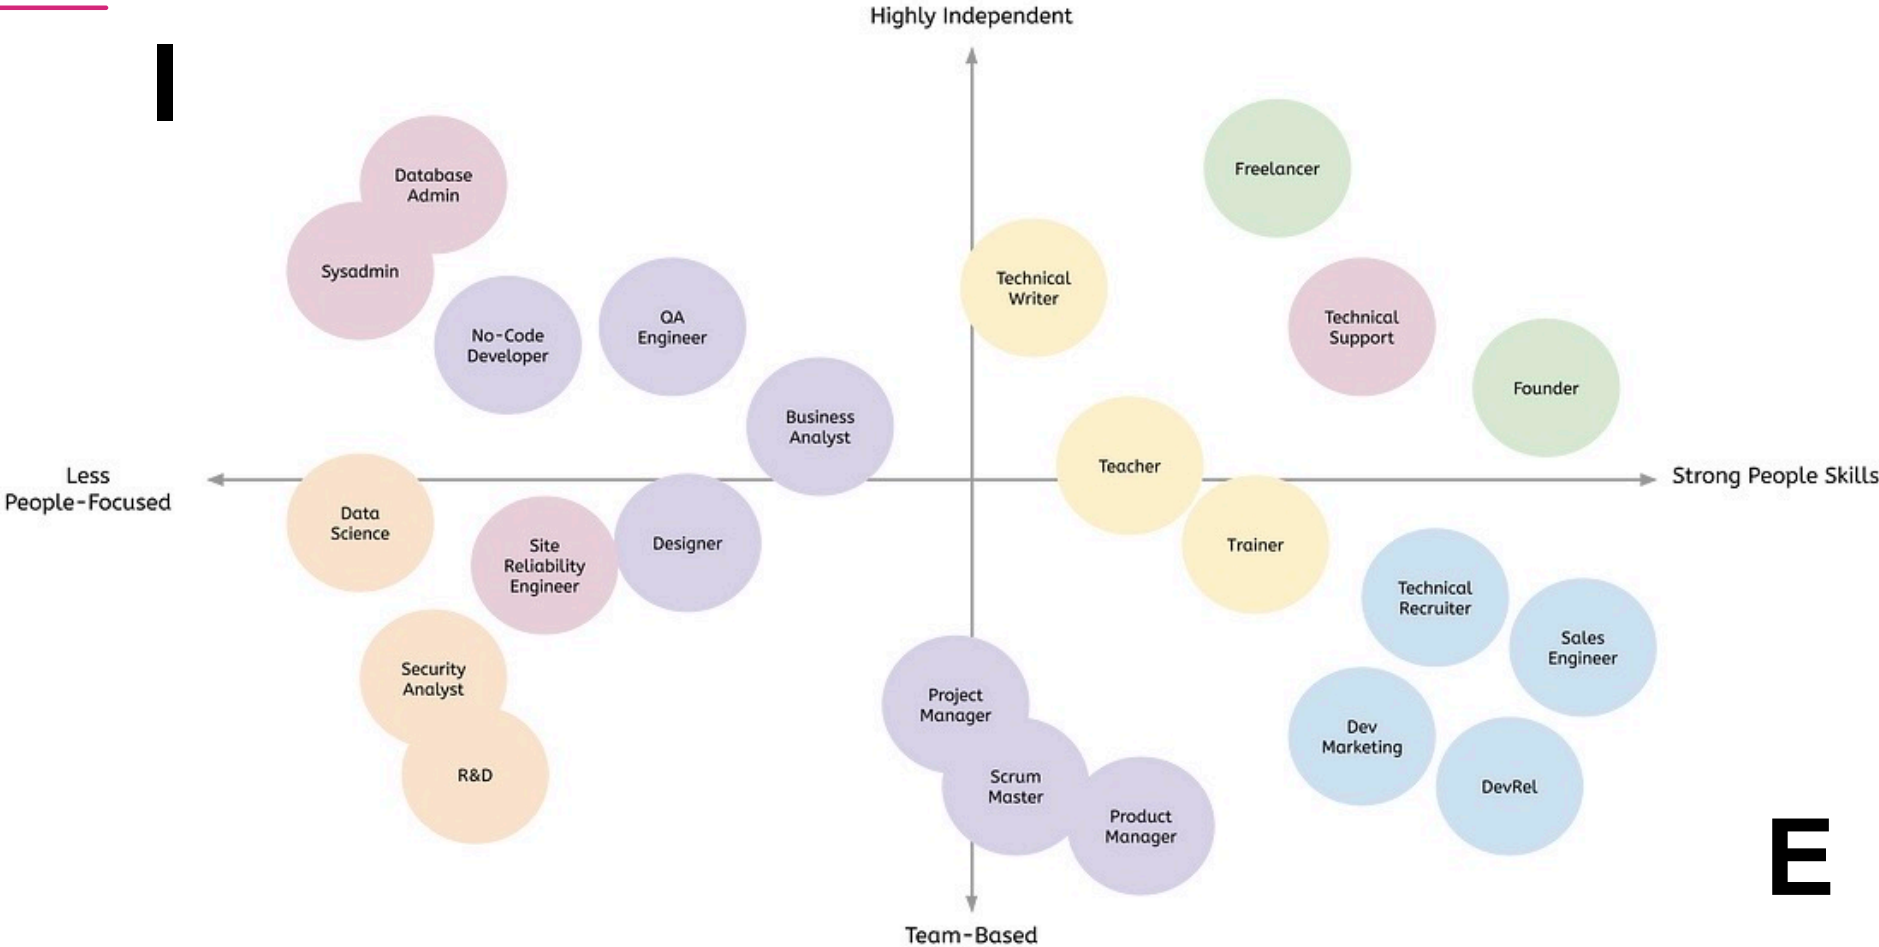 Highly Independent
I
Database
Admin
Freelancer
Sysadmin
Technical
Writer
No-Code
Developer
QA
Engineer
Technical
Support
Founder
Business
Analyst
Teacher
Less
People-Focused
Strong People Skills
Data
Science
Site
Reliability
Engineer
Designer
Trainer
Technical
Recruiter
Sales
Engineer
Security
Analyst
Project
Manager
Dev
Marketing
R&D
Scrum
Master
DevRel
Product
Manager
E
Team-Based